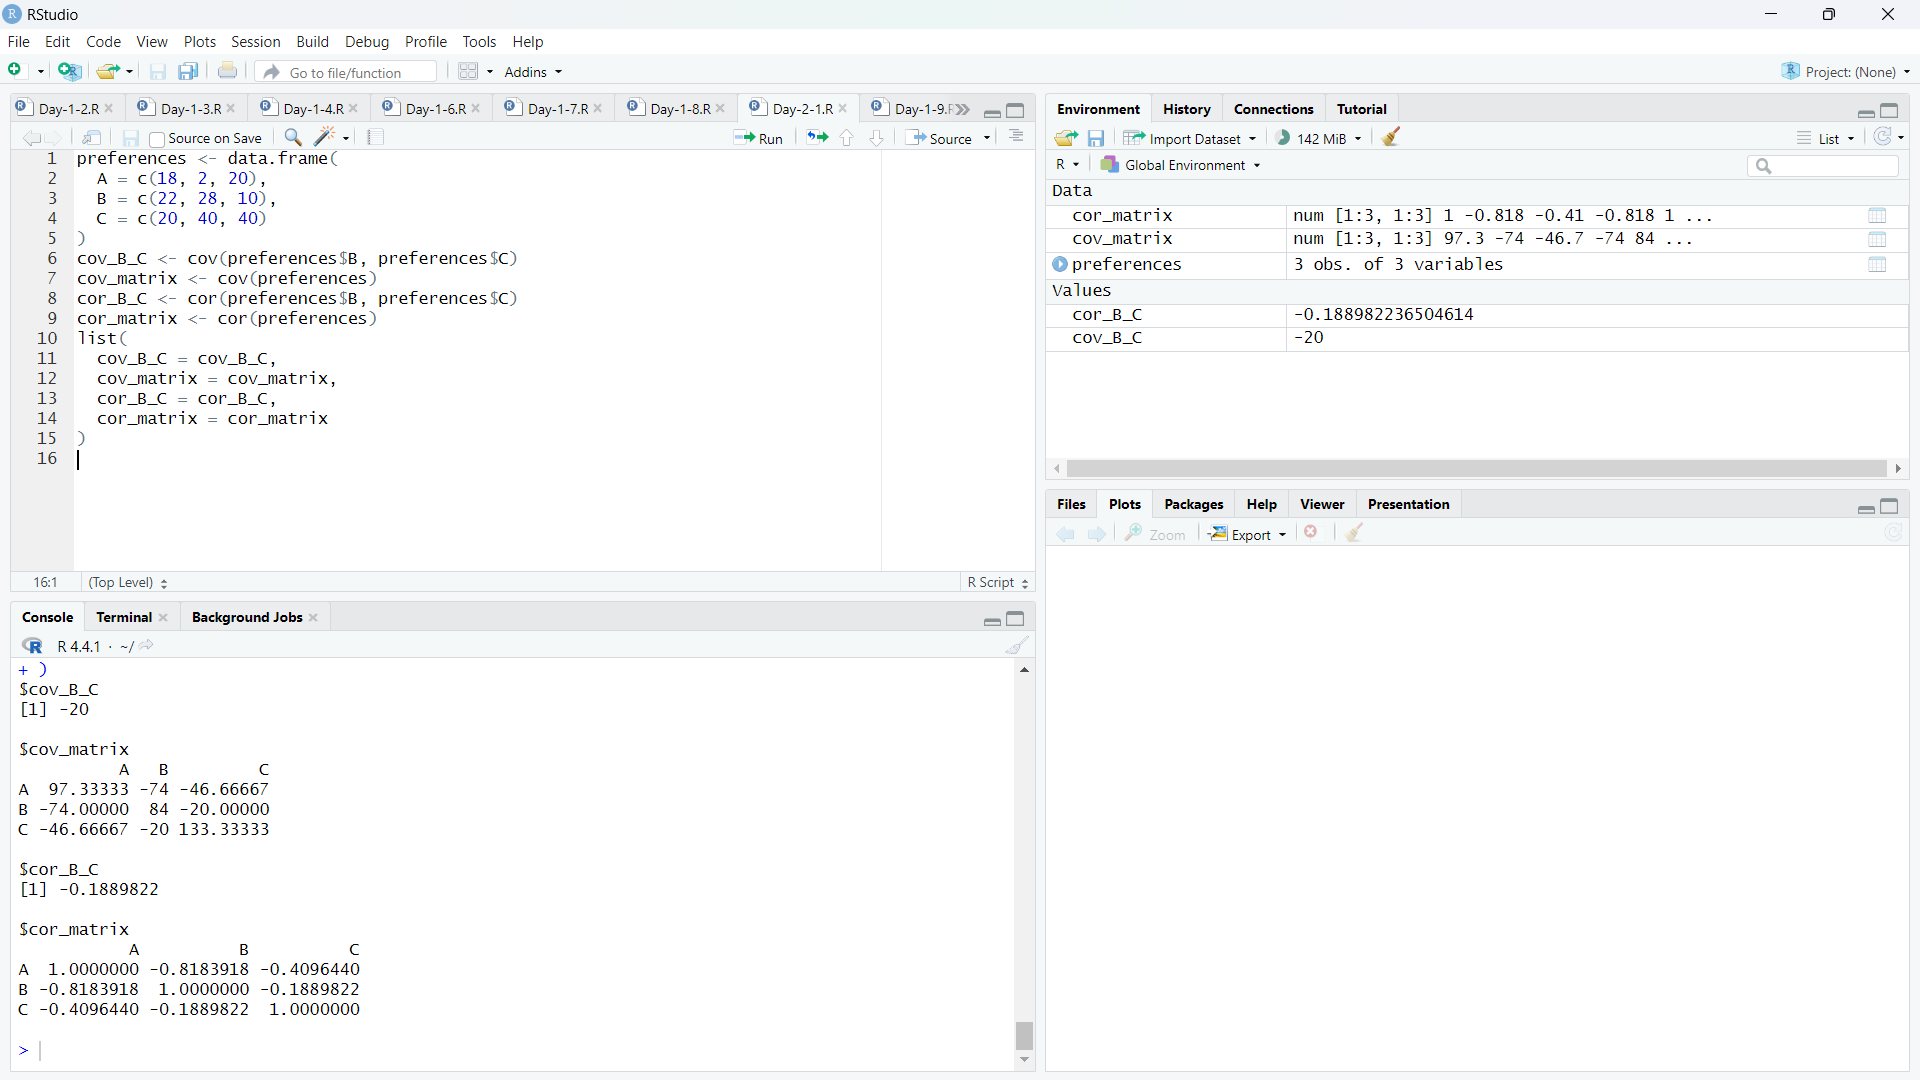 RStudio
File Edit Code View Plots Session Build Debug Profile Tools Help
Go to file/function Addins Project: (None)
Day-1-2.R Day-1-3.R Day-1-4.R Day-1-6.R Day-1-7.R Day-1-8.R Day-2-1.R Day-1-9.R
Source on Save Run Source
1 preferences <- data.frame(
2   A = c(18, 2, 20),
3   B = c(22, 28, 10),
4   C = c(20, 40, 40)
5 )
6 cov_B_C <- cov(preferences$B, preferences$C)
7 cov_matrix <- cov(preferences)
8 cor_B_C <- cor(preferences$B, preferences$C)
9 cor_matrix <- cor(preferences)
10 list(
11   cov_B_C = cov_B_C,
12   cov_matrix = cov_matrix,
13   cor_B_C = cor_B_C,
14   cor_matrix = cor_matrix
15 )
16
16:1 (Top Level) R Script
Console Terminal Background Jobs
R 4.4.1 · ~/
+ )
$cov_B_C
[1] -20
$cov_matrix
A B C
A 97.33333 -74 -46.66667
B -74.00000 84 -20.00000
C -46.66667 -20 133.33333
$cor_B_C
[1] -0.1889822
$cor_matrix
A B C
A 1.0000000 -0.8183918 -0.4096440
B -0.8183918 1.0000000 -0.1889822
C -0.4096440 -0.1889822 1.0000000
>
Environment History Connections Tutorial
Import Dataset 142 MiB List
R Global Environment
Data
cor_matrix num [1:3, 1:3] 1 -0.818 -0.41 -0.818 1 ...
cov_matrix num [1:3, 1:3] 97.3 -74 -46.7 -74 84 ...
preferences 3 obs. of 3 variables
Values
cor_B_C -0.188982236504614
cov_B_C -20
Files Plots Packages Help Viewer Presentation
Zoom Export